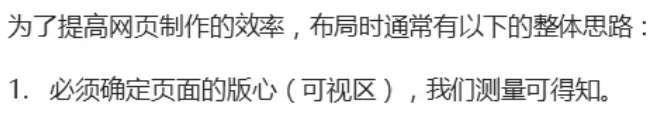 为了提高网页制作的效率，布局时通常有以下的整体思路：
1. 必须确定页面的版心（可视区），我们测量可得知。